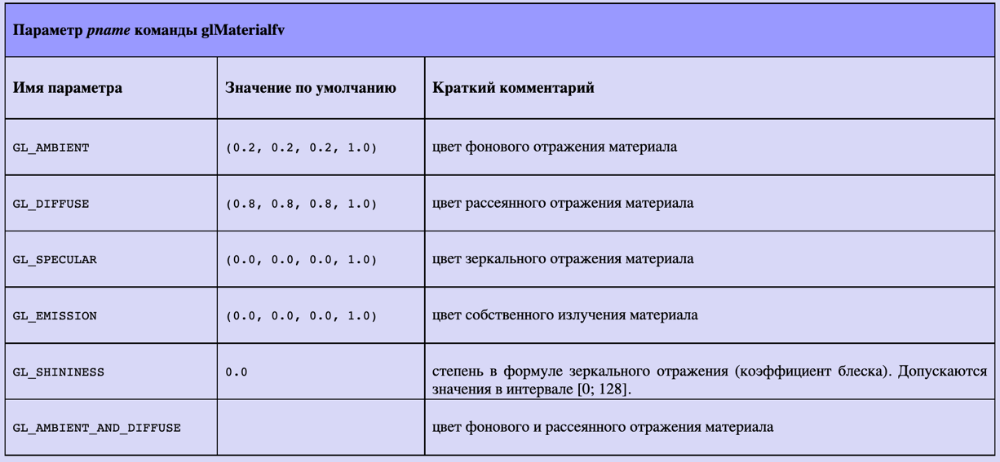 Параметр pname команды glMaterialfv
Имя параметра Значение по умолчанию Краткий комментарий
GL_AMBIENT (0.2, 0.2, 0.2, 1.0) цвет фонового отражения материала
GL_DIFFUSE (0.8, 0.8, 0.8, 1.0) цвет рассеянного отражения материала
GL_SPECULAR (0.0, 0.0, 0.0, 1.0) цвет зеркального отражения материала
GL_EMISSION (0.0, 0.0, 0.0, 1.0) цвет собственного излучения материала
GL_SHININESS 0.0 степень в формуле зеркального отражения (коэффициент блеска). Допускаются
значения в интервале [0; 128].
GL_AMBIENT_AND_DIFFUSE цвет фонового и рассеянного отражения материала